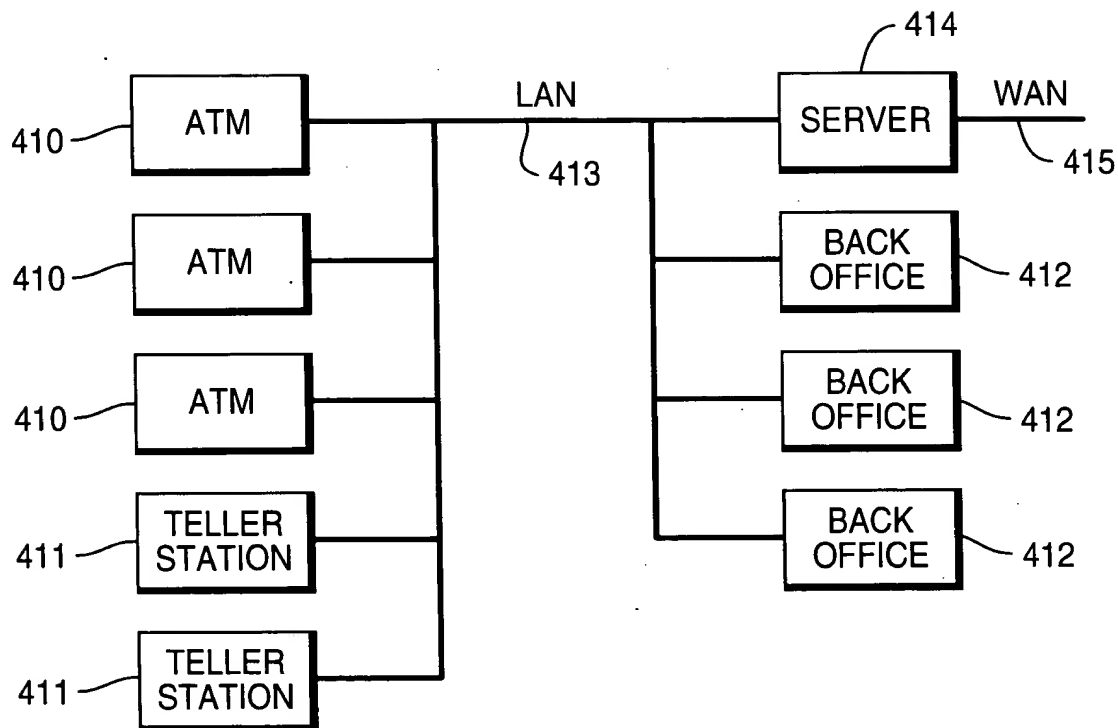 414
ATM
LAN
SERVER
WAN
410
413
415
ATM
BACK
OFFICE
410
412
ATM
BACK
OFFICE
410
412
TELLER
STATION
BACK
OFFICE
411
412
TELLER
STATION
411